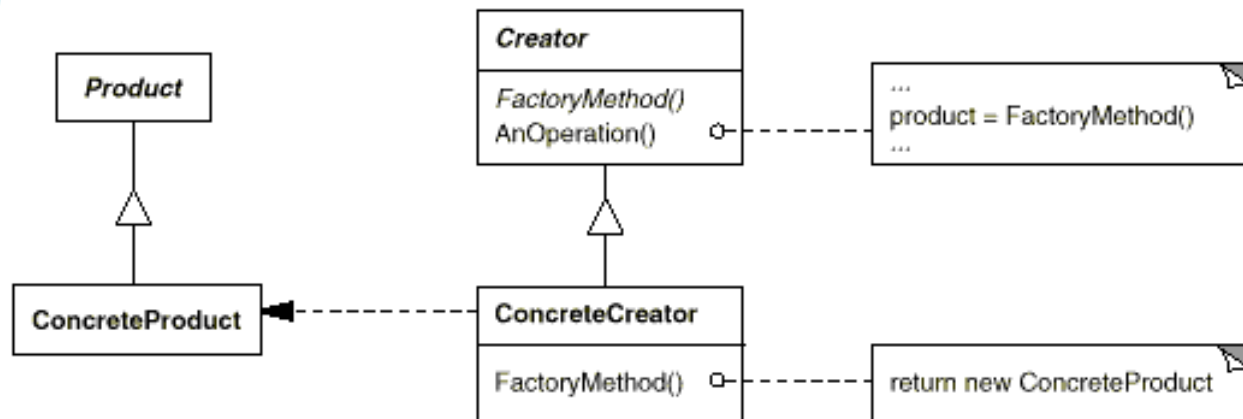 Product
ConcreteProduct
Creator
FactoryMethod()
AnOperation()
...
product = FactoryMethod()
...
ConcreteCreator
FactoryMethod()
return new ConcreteProduct